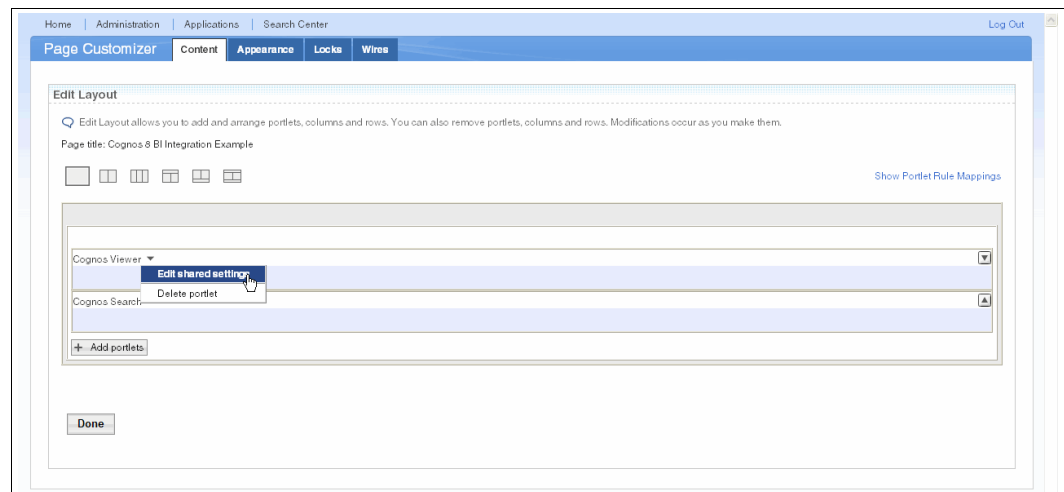 Home | Administration | Applications | Search Center Log Out
Page Customizer Content Appearance Locks Wires
Edit Layout
Edit Layout allows you to add and arrange portlets, columns and rows. You can also remove portlets, columns and rows. Modifications occur as you make them.
Page title: Cognos 8 BI Integration Example
Show Portlet Rule Mappings
Cognos Viewer
Edit shared settings
Delete portlet
Cognos Search
+ Add portlets
Done